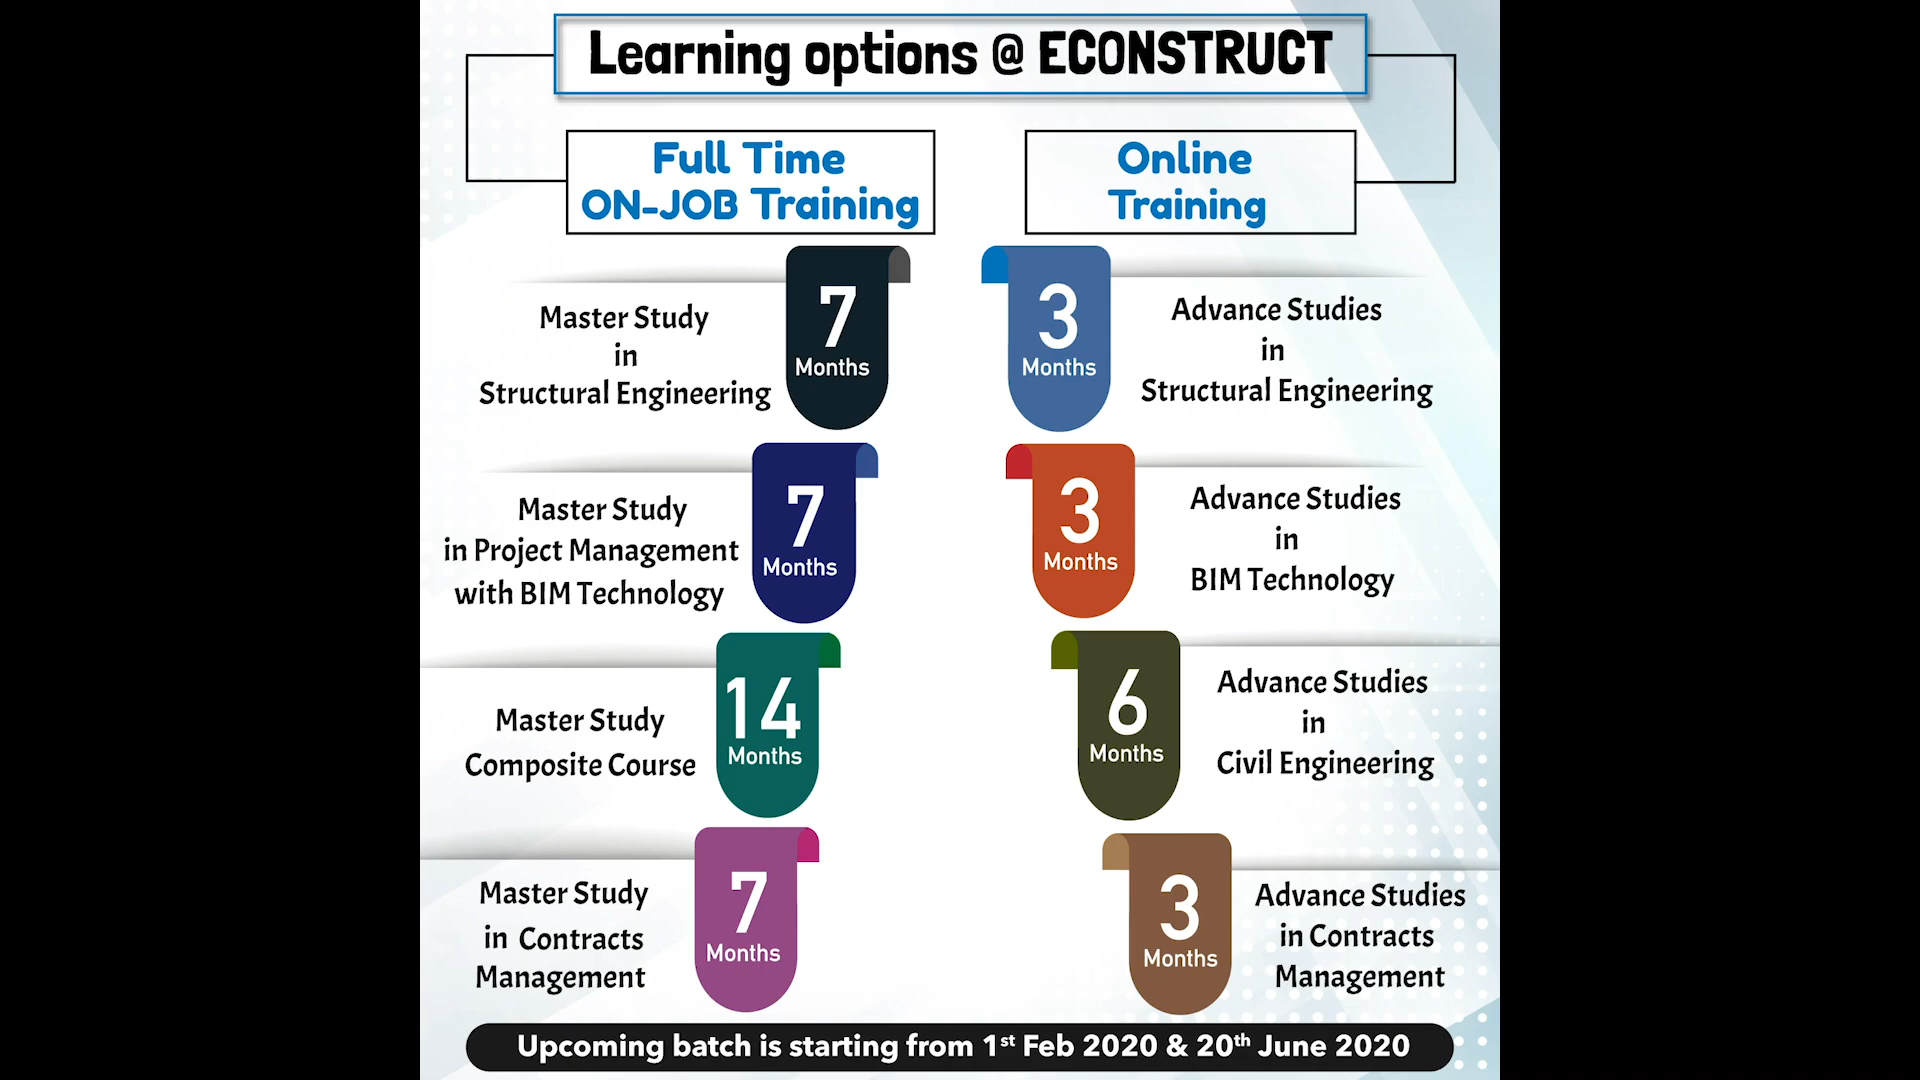 Learning options @ ECONSTRUCT
Full Time
ON-JOB Training
7
Months
Master Study
in
Structural Engineering
7
Months
Master Study
in Project Management
with BIM Technology
14
Months
Master Study
Composite Course
7
Months
Master Study
in Contracts
Management
Online
Training
3
Months
Advance Studies
in
Structural Engineering
3
Months
Advance Studies
in
BIM Technology
6
Months
Advance Studies
in
Civil Engineering
3
Months
Advance Studies
in Contracts
Management
Upcoming batch is starting from 1st Feb 2020 & 20th June 2020